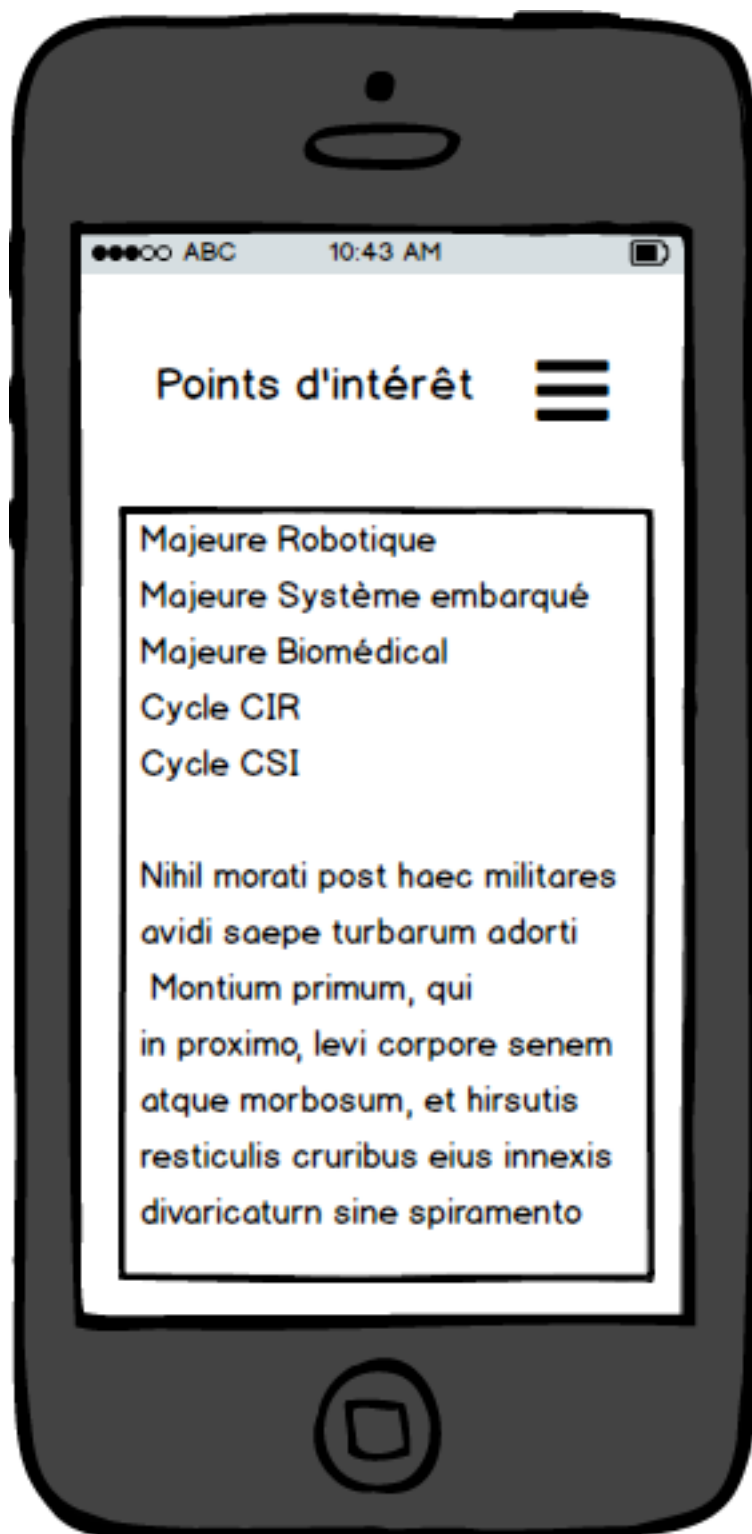 ABC 10:43 AM
Points d'intérêt
Majeure Robotique
Majeure Système embarqué
Majeure Biomédical
Cycle CIR
Cycle CSI
Nihil morati post haec militares
avidi saepe turbarum adorti
Montium primum, qui
in proximo, levi corpore senem
atque morbosum, et hirsutis
resticulis cruribus eius innexis
divaricaturn sine spiramento